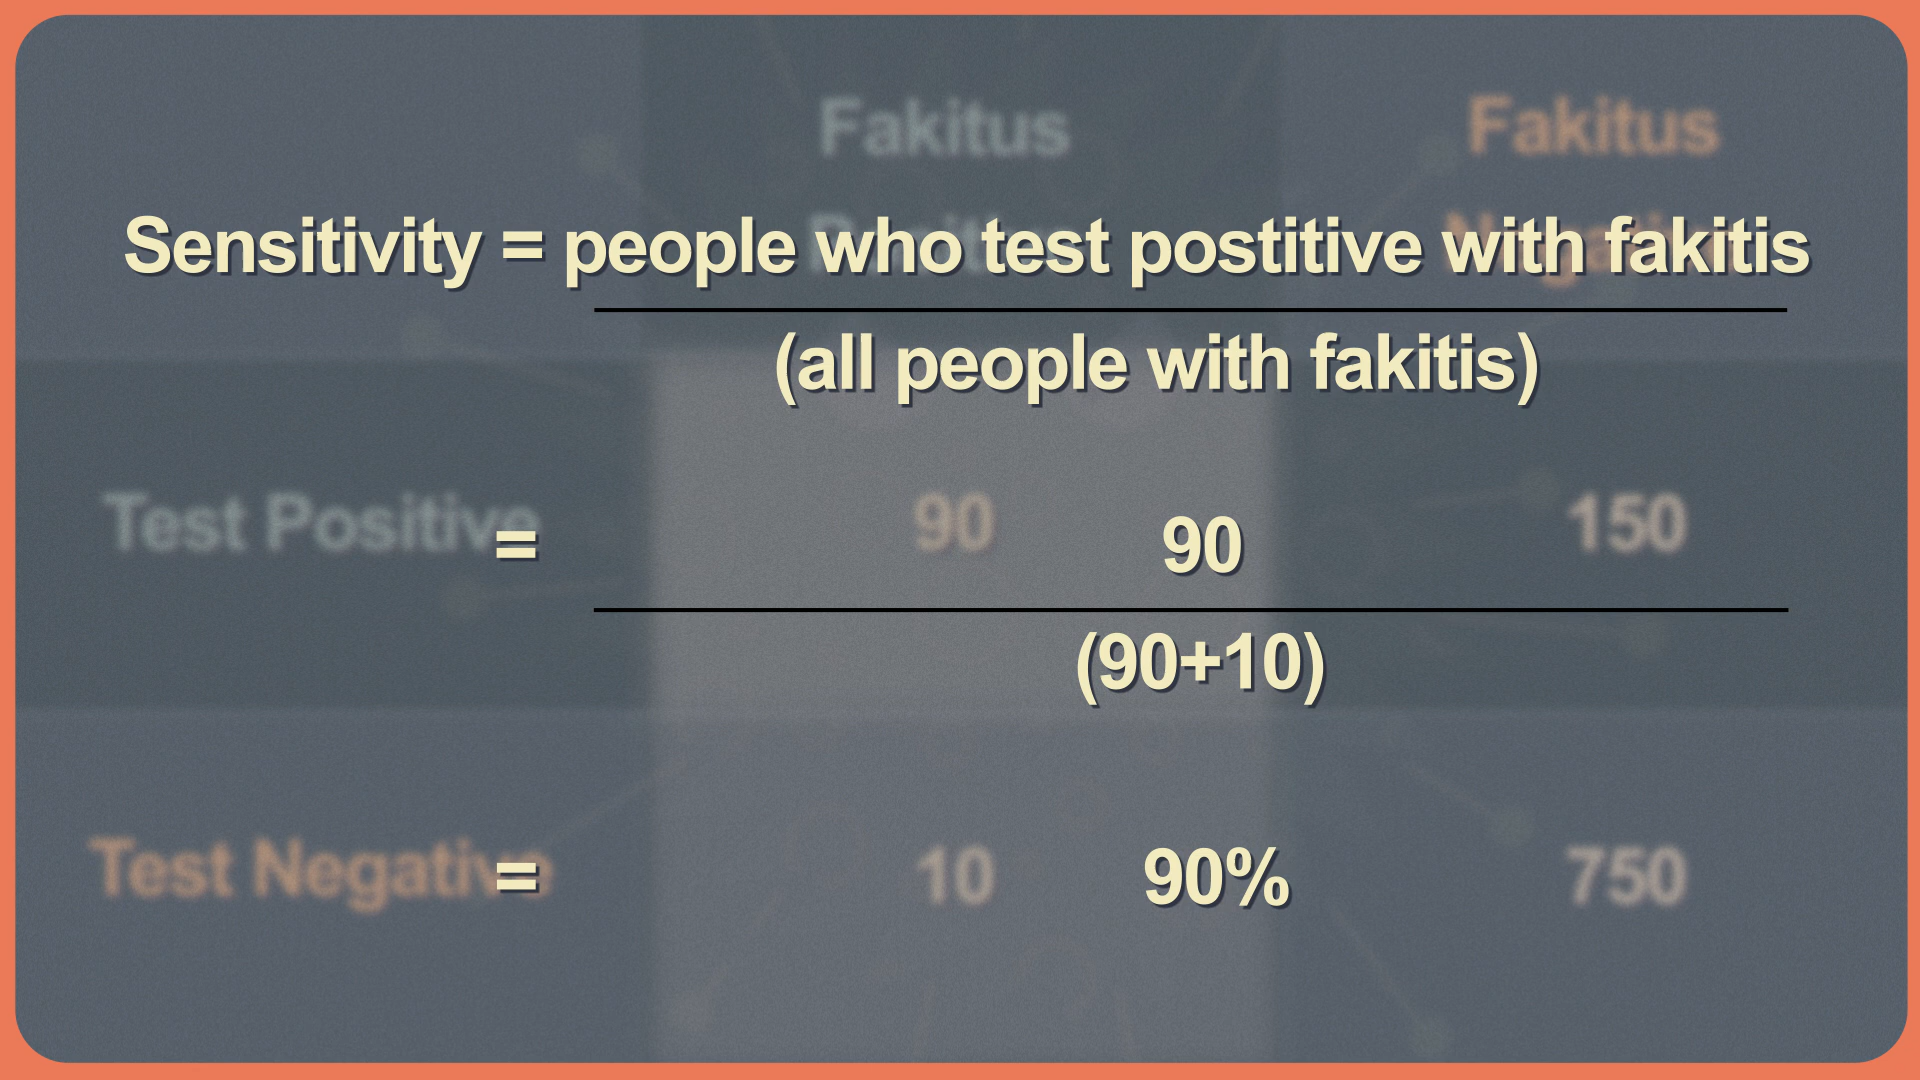 Fakitus
Fakitus
Sensitivity = people who test postitive with fakitis
(all people with fakitis)
Test Positive
=
90
90
150
(90+10)
Test Negative
=
10
90%
750